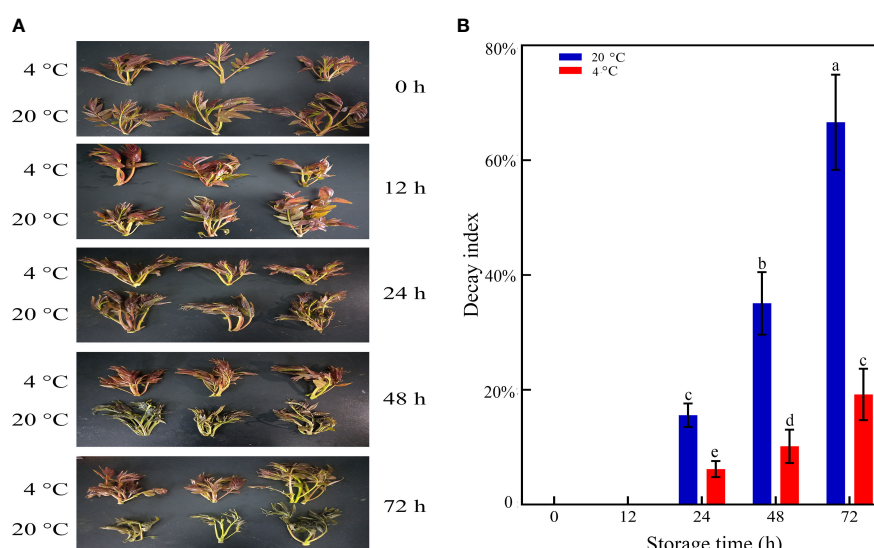 A
4 °C
20 °C
0 h
4 °C
20 °C
12 h
4 °C
20 °C
24 h
4 °C
20 °C
48 h
4 °C
20 °C
72 h
B
Decay index
80%
60%
40%
20%
0
20 °C
4 °C
a
b
c
c
d
e
0 12 24 48 72
Storage time (h)